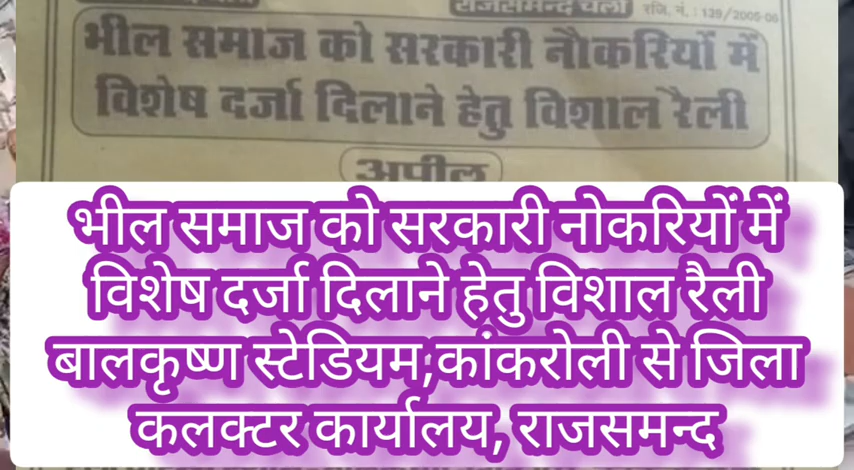 राजसमन्द चलो रजि. नं. : 139/2005-06
भील समाज को सरकारी नौकरियों में
विशेष दर्जा दिलाने हेतु विशाल रैली
अपील
भील समाज को सरकारी नोकरियों में
विशेष दर्जा दिलाने हेतु विशाल रैली
बालकृष्ण स्टेडियम,कांकरोली से जिला
कलक्टर कार्यालय, राजसमन्द